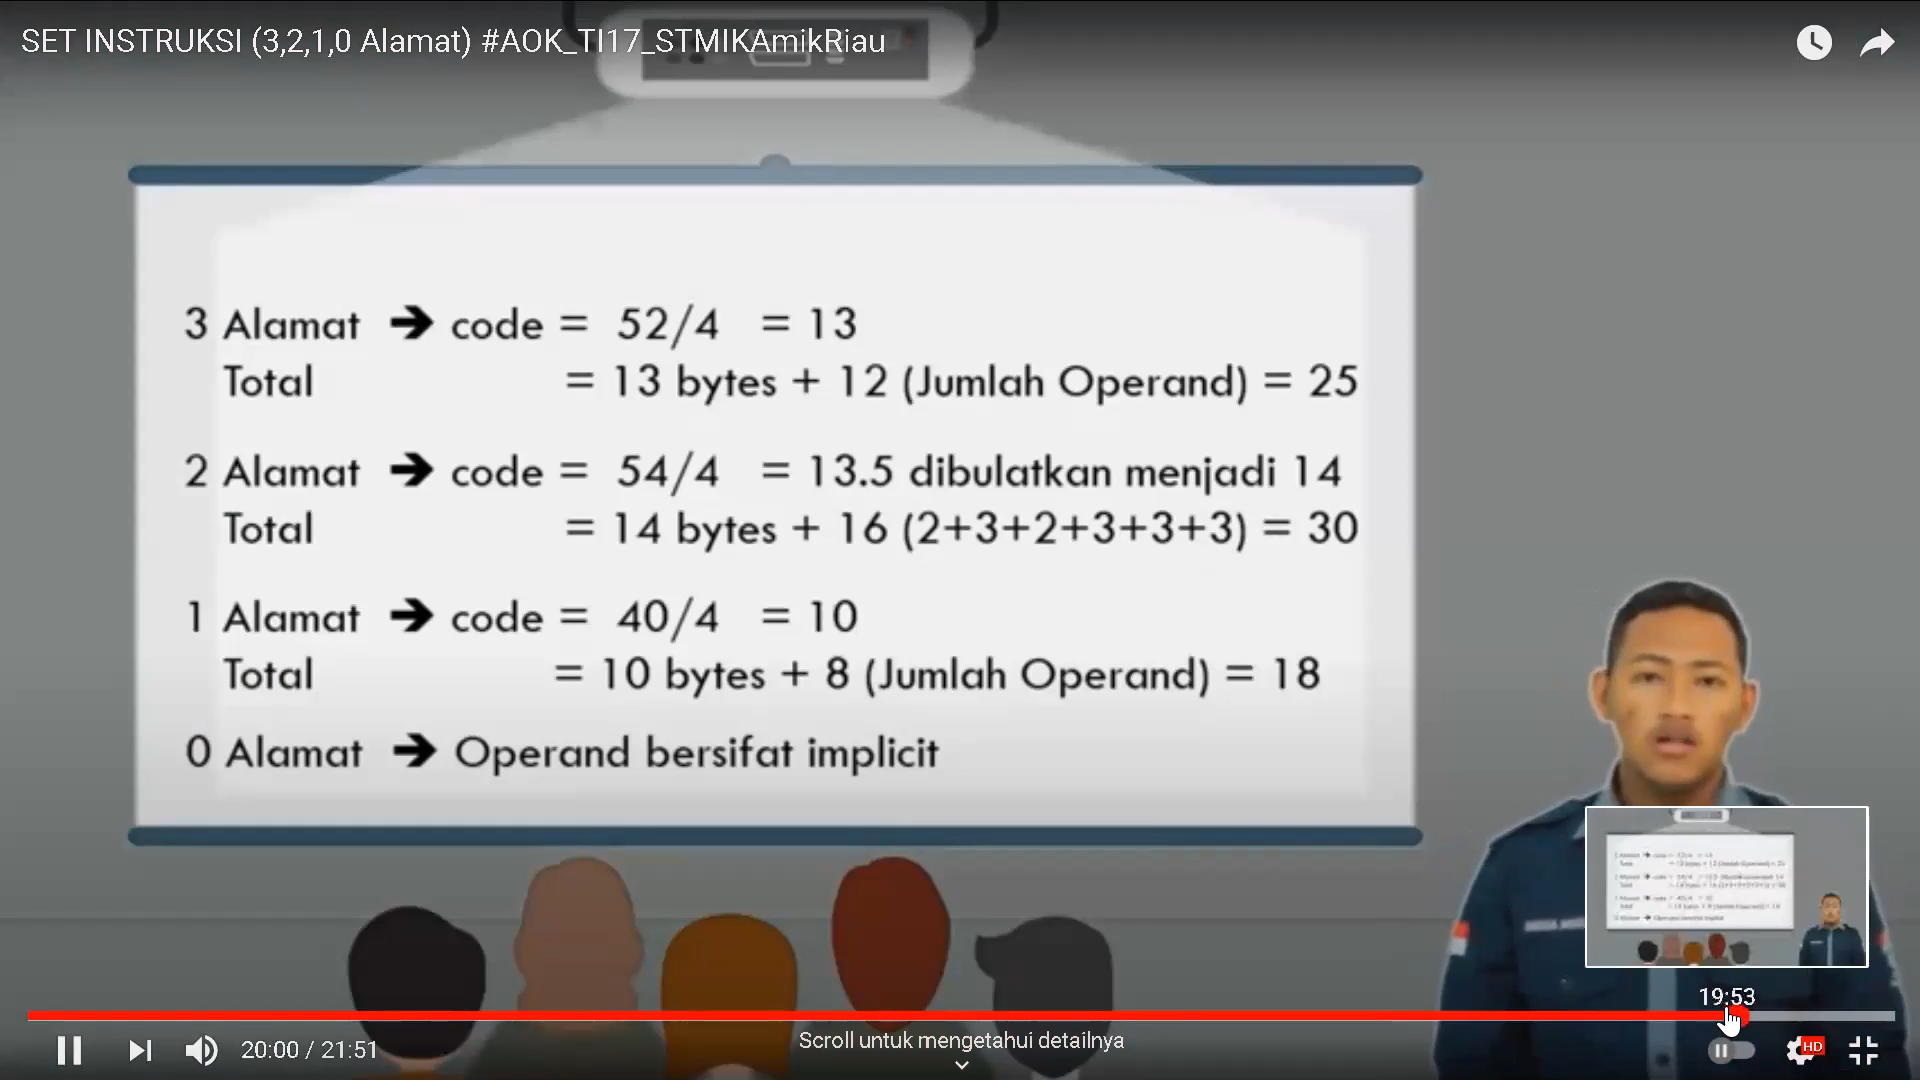 SET INSTRUKSI (3,2,1,0 Alamat) #AOK_TI17_STMIKAmikRiau
3 Alamat ➔ code = 52/4 = 13
Total = 13 bytes + 12 (Jumlah Operand) = 25
2 Alamat ➔ code = 54/4 = 13.5 dibulatkan menjadi 14
Total = 14 bytes + 16 (2+3+2+3+3+3) = 30
1 Alamat ➔ code = 40/4 = 10
Total = 10 bytes + 8 (Jumlah Operand) = 18
0 Alamat ➔ Operand bersifat implicit
19:53
20:00 / 21:51
Scroll untuk mengetahui detailnya
HD